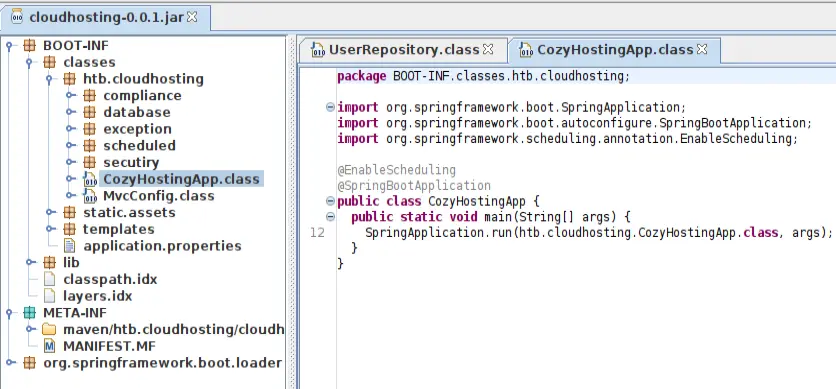 cloudhosting-0.0.1.jar
BOOT-INF
classes
htb.cloudhosting
compliance
database
exception
scheduled
secutiry
CozyHostingApp.class
MvcConfig.class
static.assets
templates
application.properties
lib
classpath.idx
layers.idx
META-INF
maven/htb.cloudhosting/cloudh
MANIFEST.MF
org.springframework.boot.loader
UserRepository.class
CozyHostingApp.class
package BOOT-INF.classes.htb.cloudhosting;
import org.springframework.boot.SpringApplication;
import org.springframework.boot.autoconfigure.SpringBootApplication;
import org.springframework.scheduling.annotation.EnableScheduling;
@EnableScheduling
@SpringBootApplication
public class CozyHostingApp {
public static void main(String[] args) {
12 SpringApplication.run(htb.cloudhosting.CozyHostingApp.class, args);
}
}